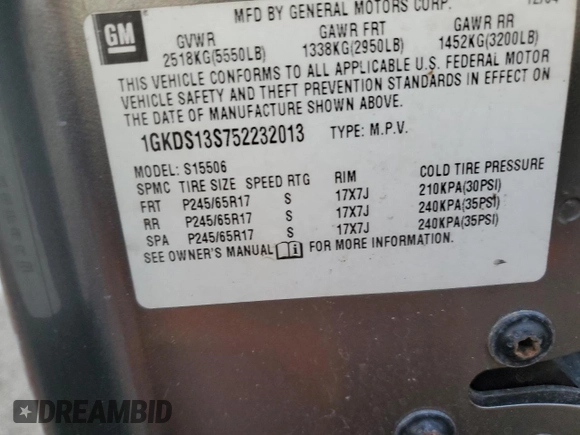 MFD BY GENERAL MOTORS CORP.
GM
GVWR GAWR FRT GAWR RR
2518KG(5550LB) 1338KG(2950LB) 1452KG(3200LB)
THIS VEHICLE CONFORMS TO ALL APPLICABLE U.S. FEDERAL MOTOR
VEHICLE SAFETY AND THEFT PREVENTION STANDARDS IN EFFECT ON
THE DATE OF MANUFACTURE SHOWN ABOVE.
1GKDS13S752232013 TYPE: M.P.V.
MODEL: S15506
SPMC TIRE SIZE SPEED RTG RIM COLD TIRE PRESSURE
FRT P245/65R17 S 17X7J 210KPA(30PSI)
RR P245/65R17 S 17X7J 240KPA(35PSI)
SPA P245/65R17 S 17X7J 240KPA(35PSI)
SEE OWNER'S MANUAL i FOR MORE INFORMATION.
DREAMBID